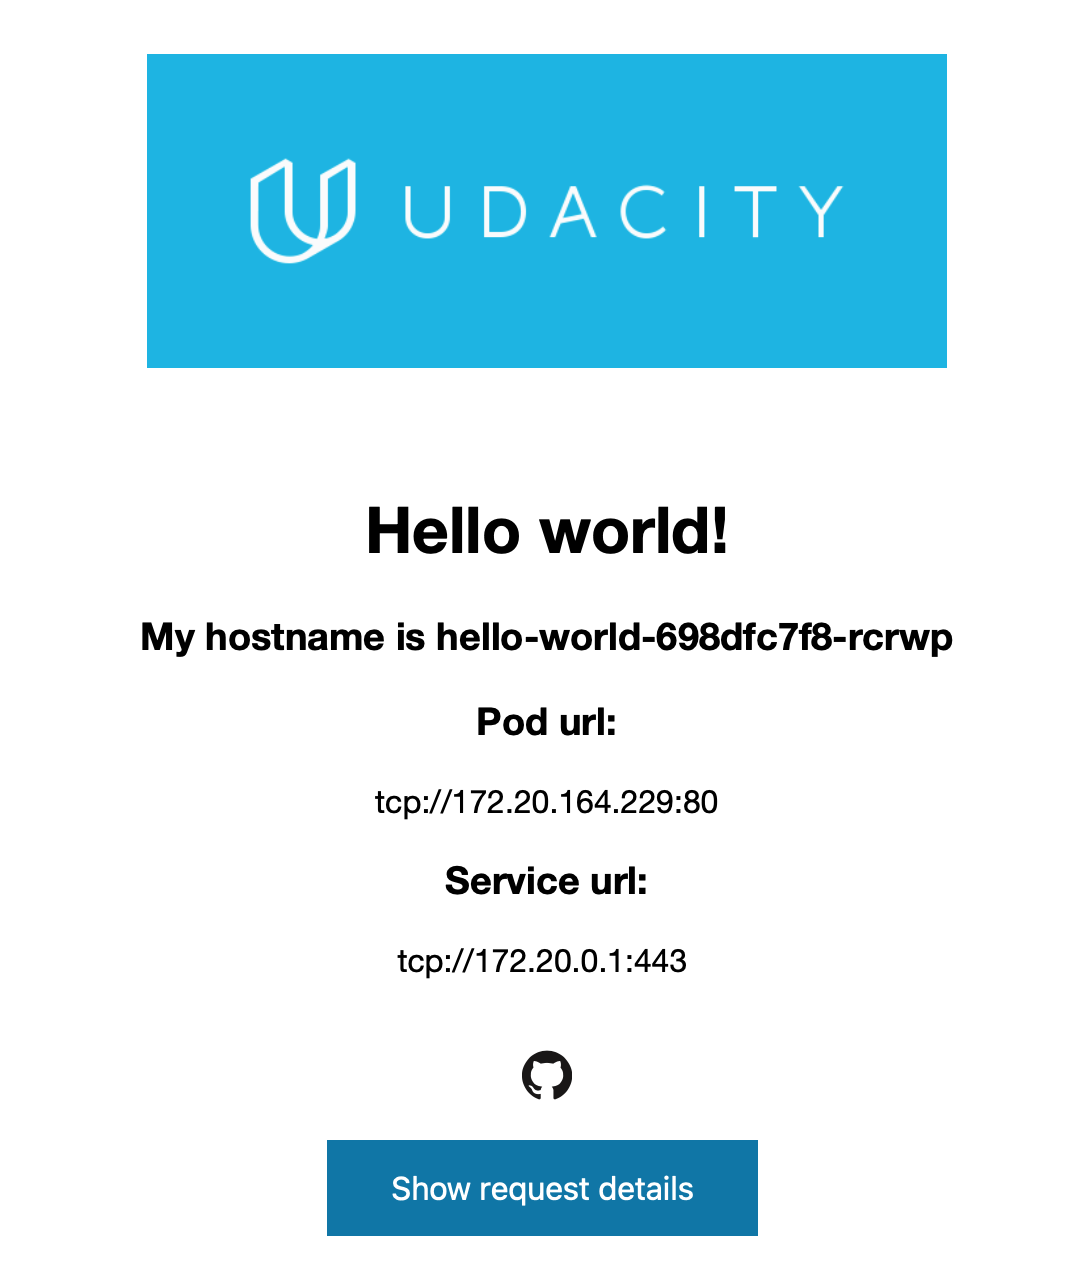 UDACITY
Hello world!
My hostname is hello-world-698dfc7f8-rcrwp
Pod url:
tcp://172.20.164.229:80
Service url:
tcp://172.20.0.1:443
Show request details